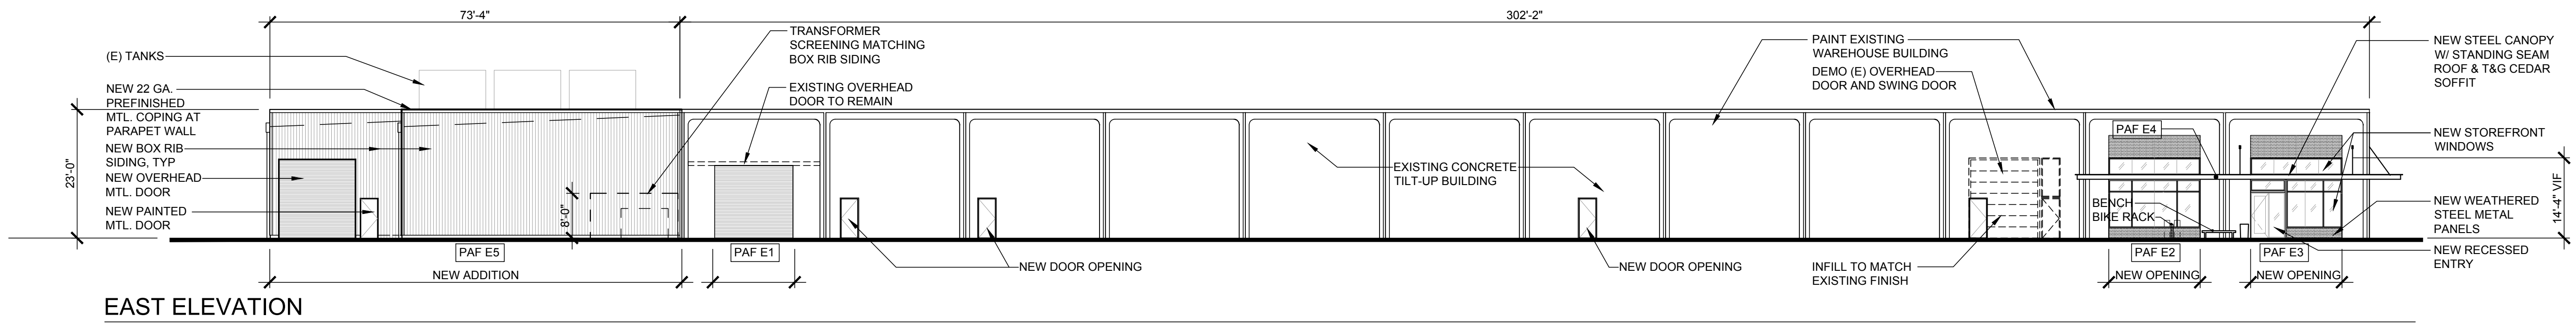 73'-4"
302'-2"
(E) TANKS
NEW 22 GA.
PREFINISHED
MTL. COPING AT
PARAPET WALL
NEW BOX RIB
SIDING, TYP
NEW OVERHEAD
MTL. DOOR
NEW PAINTED
MTL. DOOR
23'-0"
TRANSFORMER
SCREENING MATCHING
BOX RIB SIDING
EXISTING OVERHEAD
DOOR TO REMAIN
8'-0"
PAF E5
NEW ADDITION
PAF E1
NEW DOOR OPENING
EXISTING CONCRETE
TILT-UP BUILDING
NEW DOOR OPENING
PAINT EXISTING
WAREHOUSE BUILDING
DEMO (E) OVERHEAD
DOOR AND SWING DOOR
INFILL TO MATCH
EXISTING FINISH
PAF E4
BENCH
BIKE RACK
PAF E2
NEW OPENING
PAF E3
NEW OPENING
14'-4" VIF
NEW STEEL CANOPY
W/ STANDING SEAM
ROOF & T&G CEDAR
SOFFIT
NEW STOREFRONT
WINDOWS
NEW WEATHERED
STEEL METAL
PANELS
NEW RECESSED
ENTRY
EAST ELEVATION